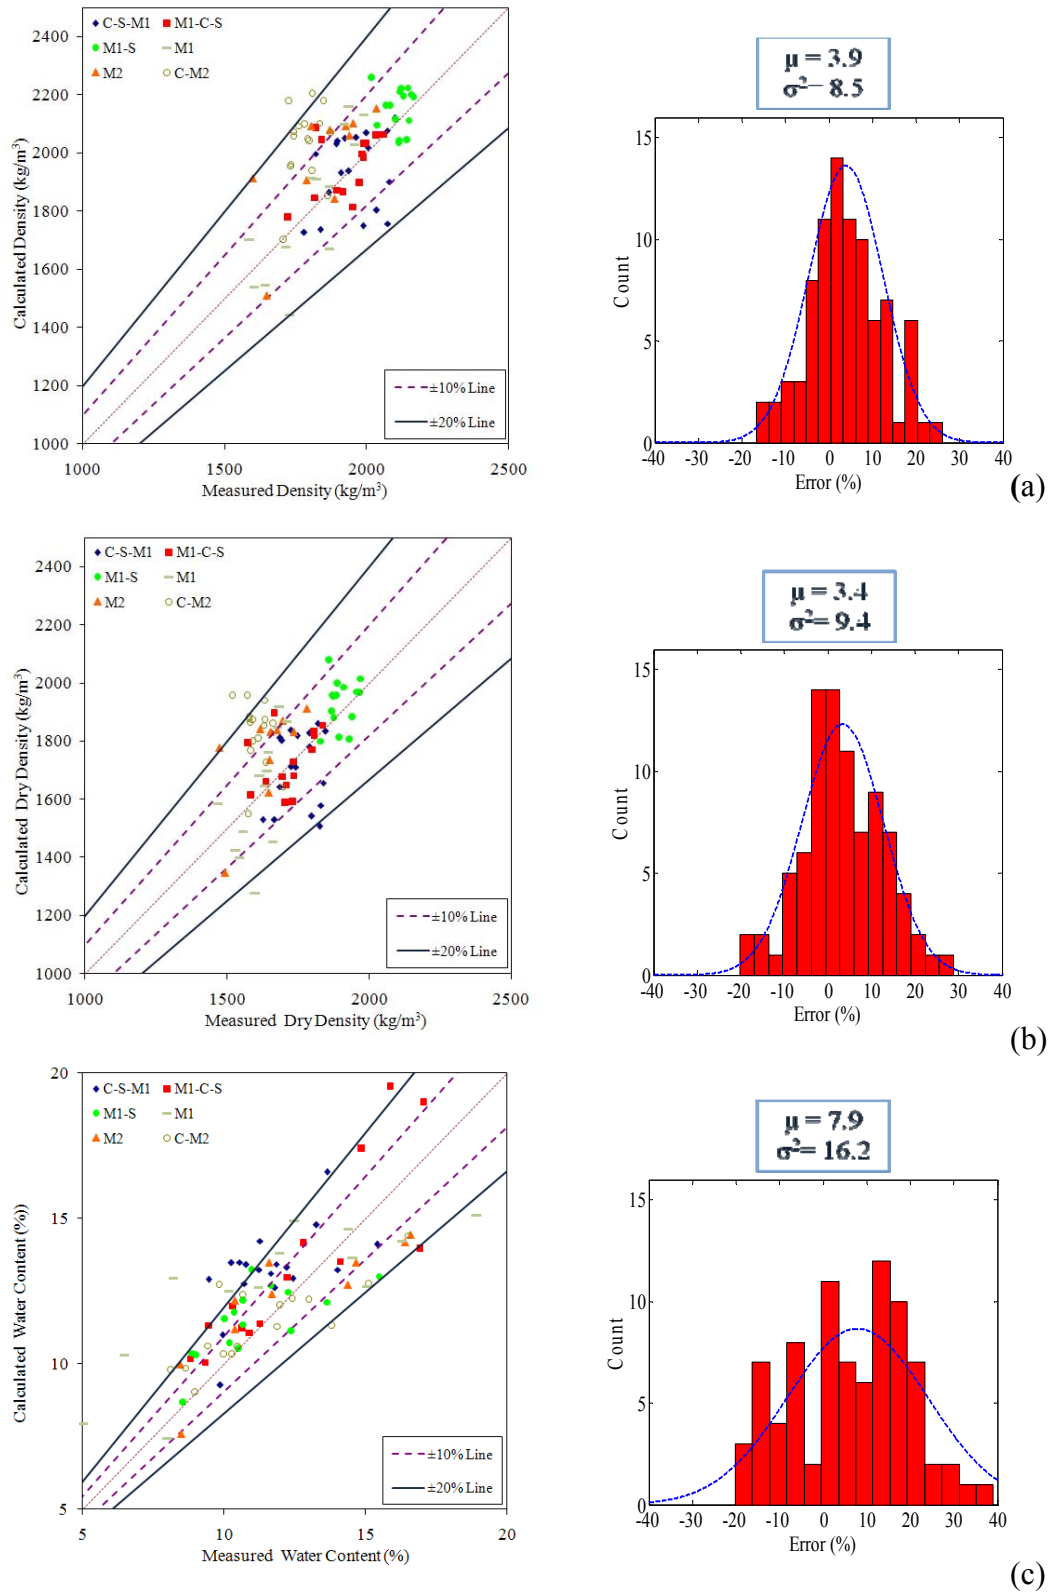 C-S-M1 M1-C-S
M1-S M1
M2 C-M2
2400
2200
2000
1800
1600
1400
1200
1000
Calculated Density (kg/m³)
±10% Line
±20% Line
1000 1500 2000 2500
Measured Density (kg/m³)
μ = 3.9
σ²= 8.5
15
10
5
0
Count
-40 -30 -20 -10 0 10 20 30 40
Error (%)
(a)
C-S-M1 M1-C-S
M1-S M1
M2 C-M2
2400
2200
2000
1800
1600
1400
1200
1000
Calculated Dry Density (kg/m³)
±10% Line
±20% Line
1000 1500 2000 2500
Measured Dry Density (kg/m³)
μ = 3.4
σ²= 9.4
15
10
5
0
Count
-40 -30 -20 -10 0 10 20 30 40
Error (%)
(b)
C-S-M1 M1-C-S
M1-S M1
M2 C-M2
20
15
10
5
Calculated Water Content (%))
±10% Line
±20% Line
5 10 15 20
Measured Water Content (%)
μ = 7.9
σ²= 16.2
15
10
5
0
Count
-40 -30 -20 -10 0 10 20 30 40
Error (%)
(c)